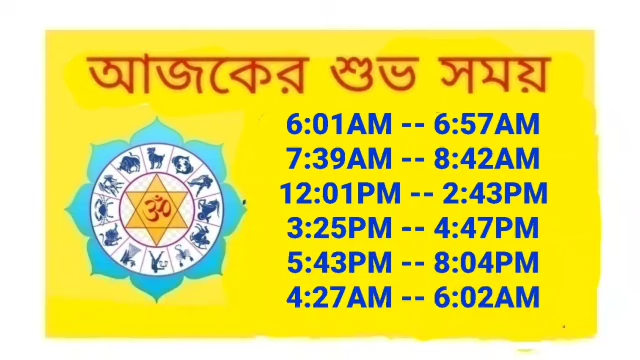 আজকের শুভ সময়
6:01AM -- 6:57AM
7:39AM -- 8:42AM
12:01PM -- 2:43PM
3:25PM -- 4:47PM
5:43PM -- 8:04PM
4:27AM -- 6:02AM
ॐ